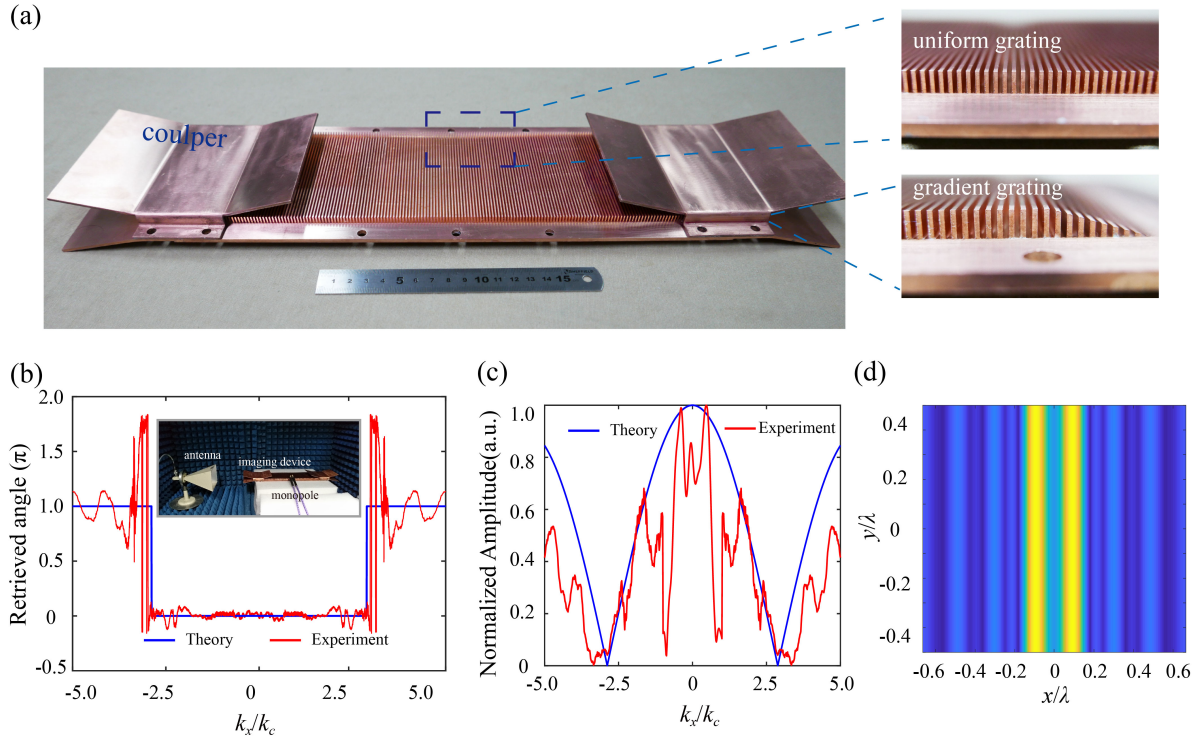 (a)
coulper
uniform grating
gradient grating
1 2 3 4 5 6 7 8 9 10 11 12 13 14 15
(b)
Retrieved angle (π)
2.0
1.5
1.0
0.5
0
-0.5
antenna
imaging device
monopole
Theory
Experiment
-5.0 -2.5 0 2.5 5.0
kx/kc
(c)
Normalized Amplitude(a.u.)
1.0
0.8
0.6
0.4
0.2
0
Theory
Experiment
-5.0 -2.5 0 2.5 5.0
kx/kc
(d)
y/λ
0.4
0.2
0
-0.2
-0.4
-0.6 -0.4 -0.2 0 0.2 0.4 0.6
x/λ